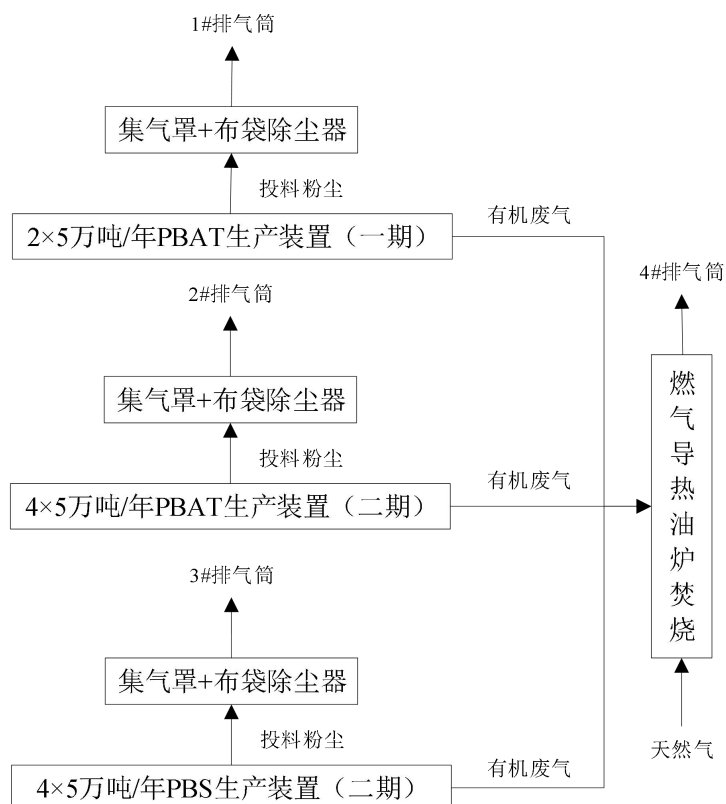 1#排气筒
集气罩+布袋除尘器
投料粉尘
有机废气
2×5万吨/年PBAT生产装置（一期）
4#排气筒
2#排气筒
集气罩+布袋除尘器
投料粉尘
有机废气
4×5万吨/年PBAT生产装置（二期）
燃气导热油炉焚烧
3#排气筒
集气罩+布袋除尘器
投料粉尘
有机废气
天然气
4×5万吨/年PBS生产装置（二期）